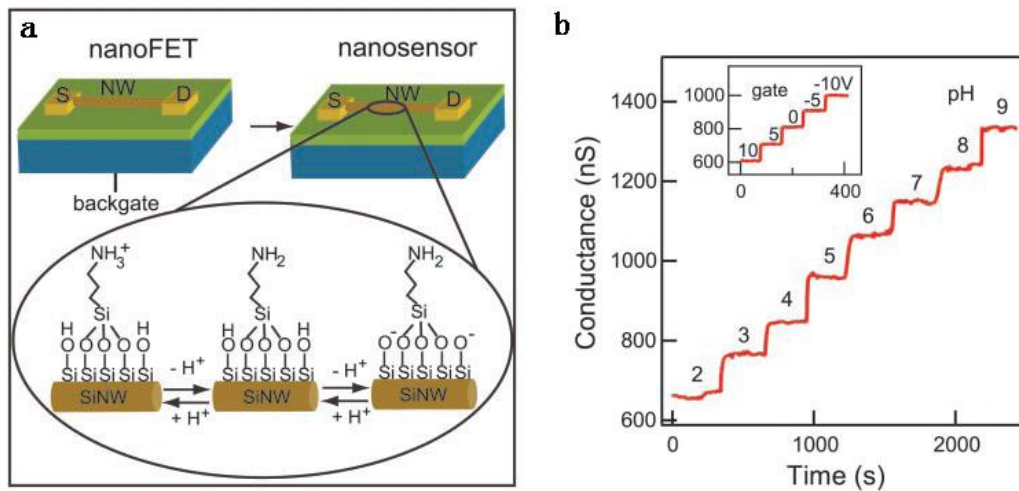 a
nanoFET
nanosensor
S NW D
S NW D
backgate
NH3+
NH2
NH2
Si
Si
Si
H H
H H
O O O O O
O O O O O
O- O O O O-
Si Si Si Si Si
Si Si Si Si Si
Si Si Si Si Si
- H+
- H+
SiNW
SiNW
SiNW
+ H+
+ H+
b
Conductance (nS)
1400
1200
1000
800
600
gate
1000
800
600
10
5
0
-5
-10V
0
200
400
pH
2
3
4
5
6
7
8
9
0
1000
2000
Time (s)